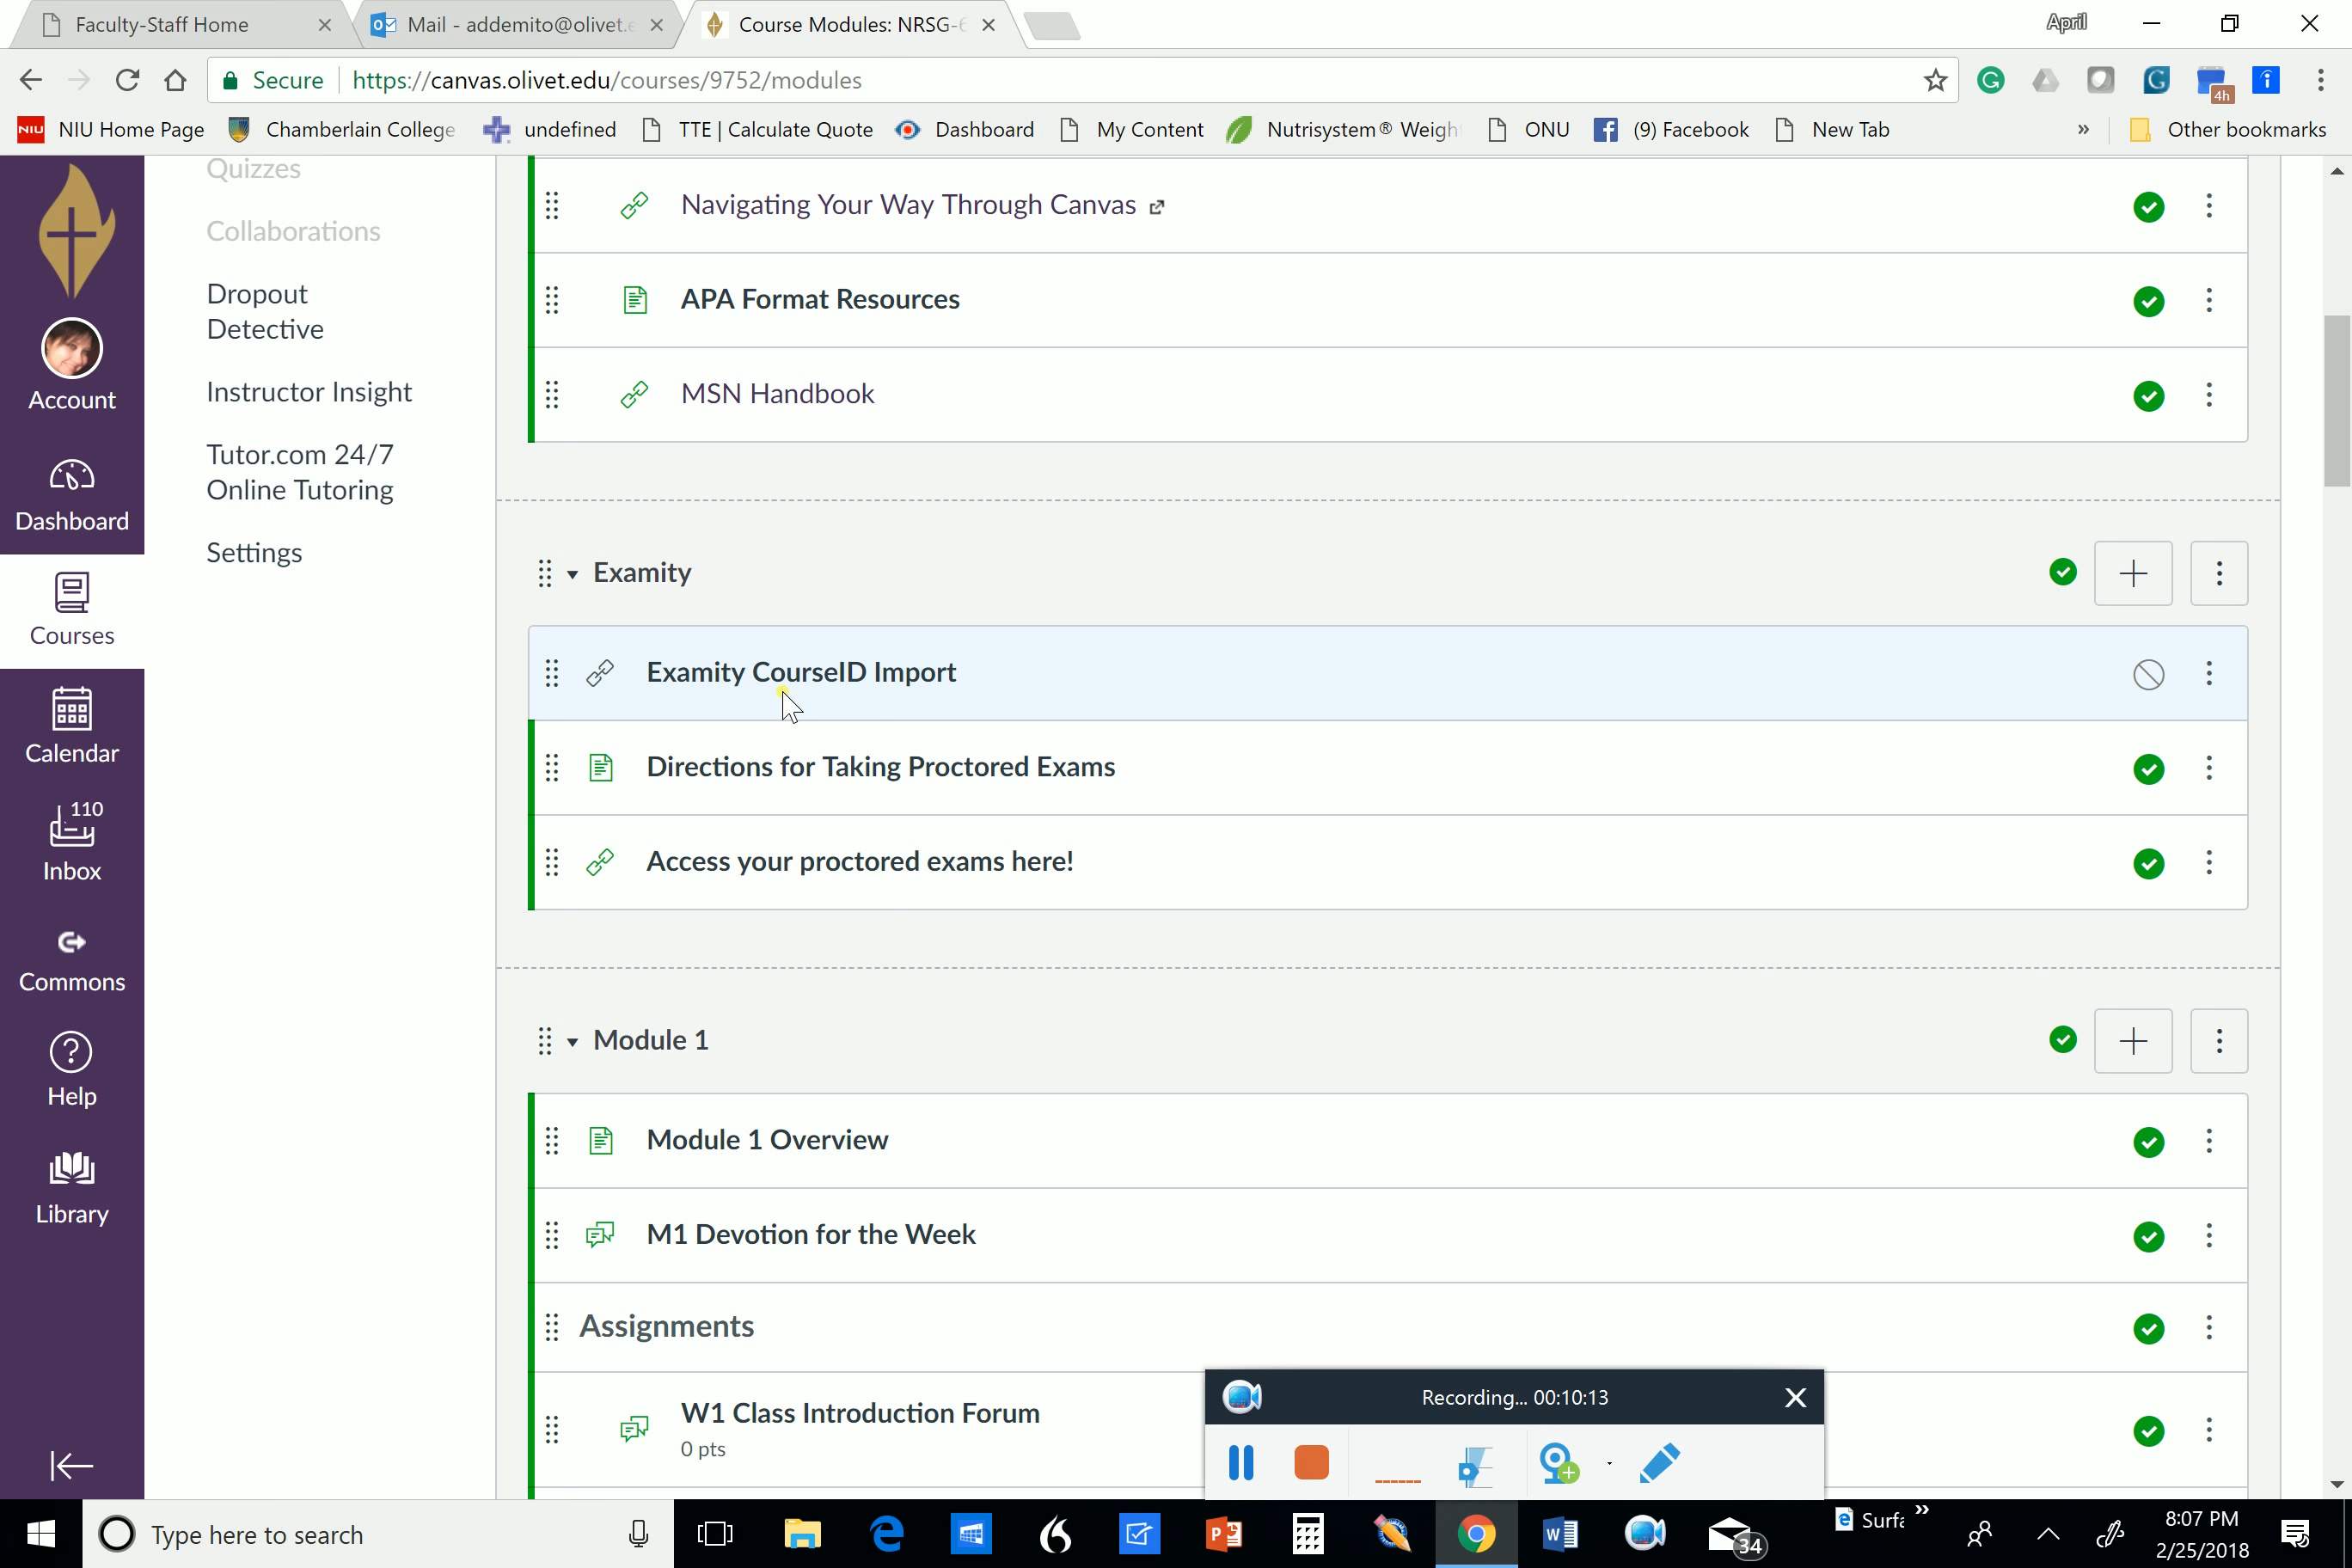 Faculty-Staff Home
Mail - addemito@olivet.e
Course Modules: NRSG-6
April
Secure
https://canvas.olivet.edu/courses/9752/modules
4h
NIU
NIU Home Page
Chamberlain College
undefined
TTE | Calculate Quote
Dashboard
My Content
Nutrisystem® Weigh
ONU
(9) Facebook
New Tab
»
Other bookmarks
Account
Dashboard
Courses
Calendar
110
Inbox
Commons
Help
Library
Quizzes
Collaborations
Dropout
Detective
Instructor Insight
Tutor.com 24/7
Online Tutoring
Settings
Navigating Your Way Through Canvas
APA Format Resources
MSN Handbook
Examity
Examity CourseID Import
Directions for Taking Proctored Exams
Access your proctored exams here!
Module 1
Module 1 Overview
M1 Devotion for the Week
Assignments
W1 Class Introduction Forum
0 pts
Recording... 00:10:13
Type here to search
34
Surfa
»
8:07 PM
2/25/2018